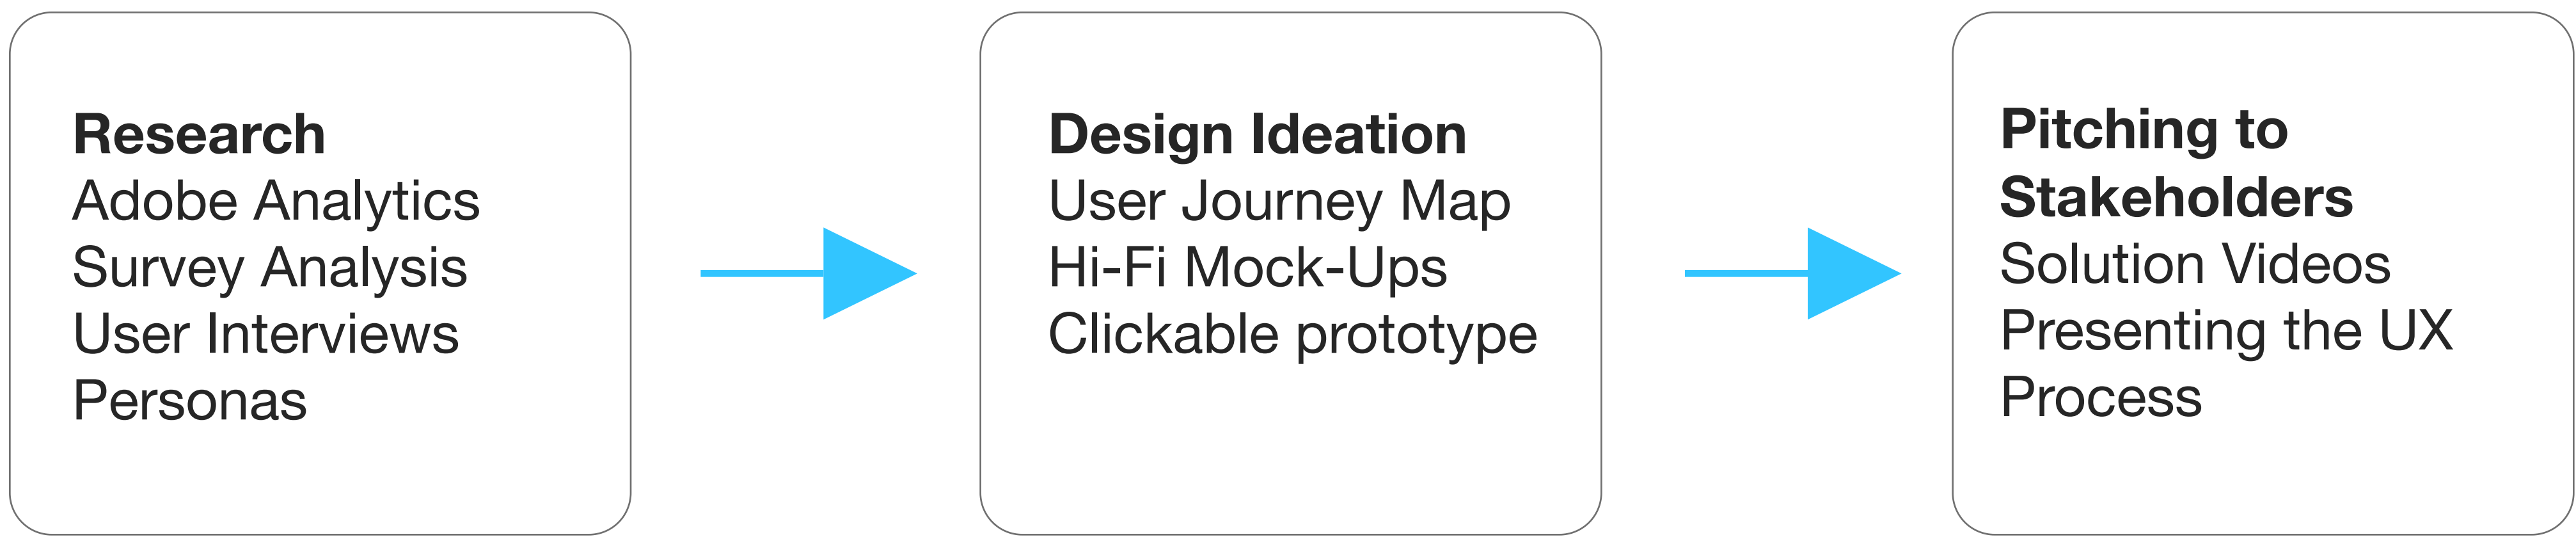 Research
Adobe Analytics
Survey Analysis
User Interviews
Personas
Design Ideation
User Journey Map
Hi-Fi Mock-Ups
Clickable prototype
Pitching to
Stakeholders
Solution Videos
Presenting the UX
Process